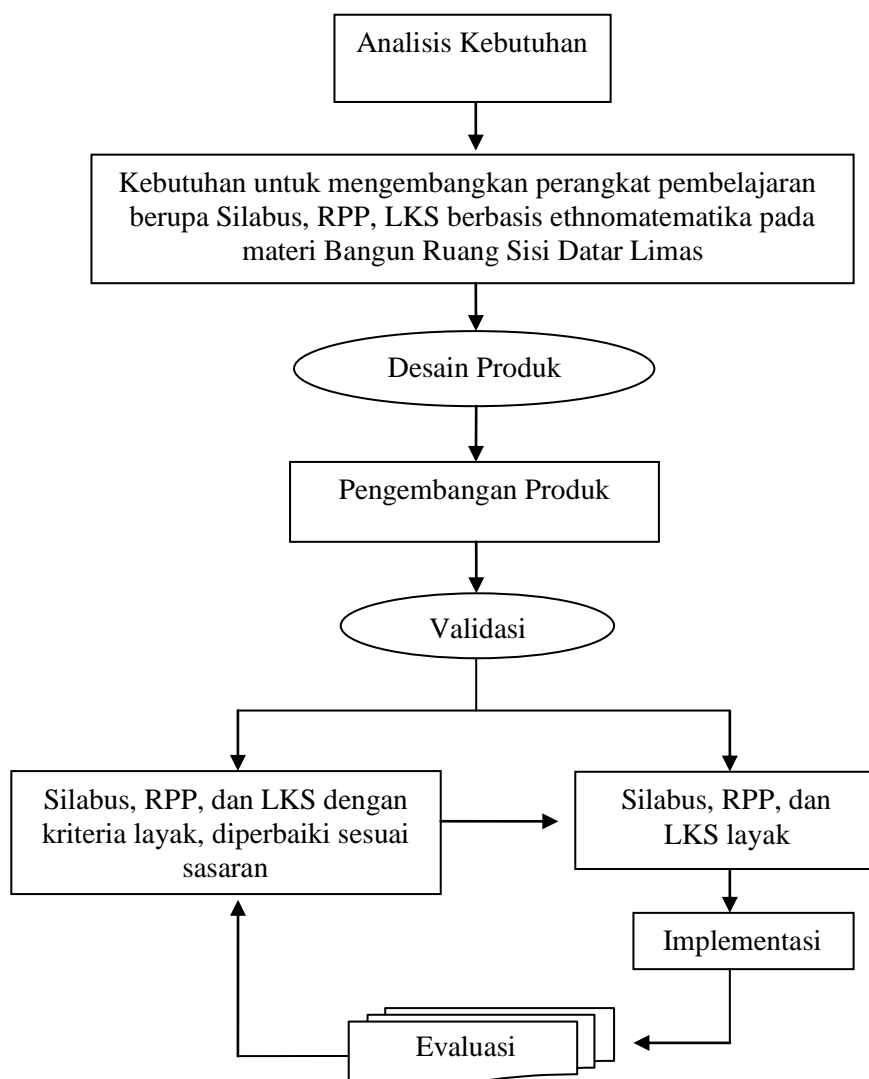 Analisis Kebutuhan
Kebutuhan untuk mengembangkan perangkat pembelajaran
berupa Silabus, RPP, LKS berbasis ethnomatematika pada
materi Bangun Ruang Sisi Datar Limas
Desain Produk
Pengembangan Produk
Validasi
Silabus, RPP, dan LKS dengan
kriteria layak, diperbaiki sesuai
sasaran
Silabus, RPP, dan
LKS layak
Implementasi
Evaluasi